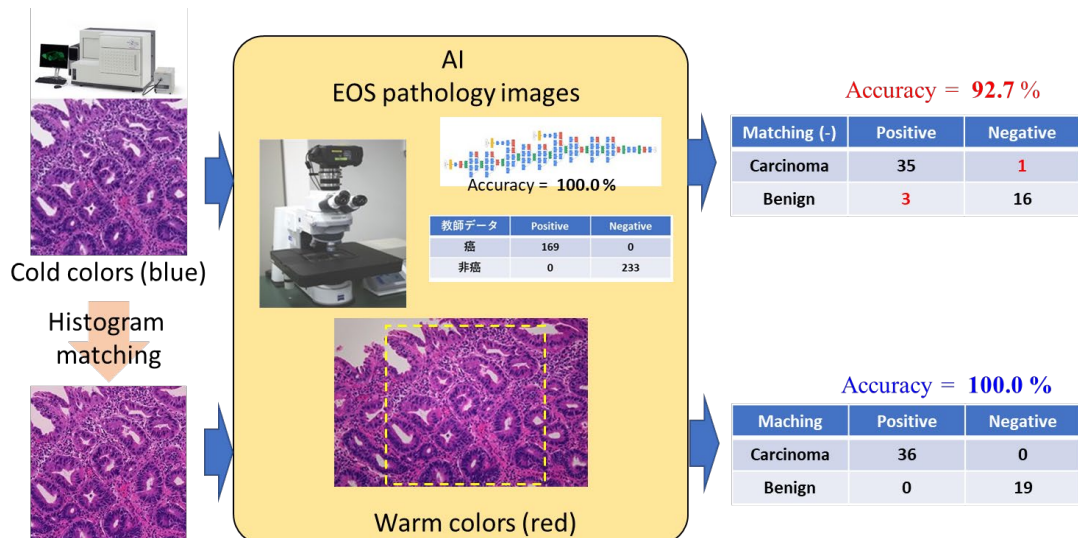 AI
EOS pathology images
Accuracy = 100.0 %
教師データ Positive Negative
癌 169 0
非癌 0 233
Warm colors (red)
Cold colors (blue)
Histogram
matching
Accuracy = 92.7 %
Matching (-) Positive Negative
Carcinoma 35 1
Benign 3 16
Accuracy = 100.0 %
Maching Positive Negative
Carcinoma 36 0
Benign 0 19